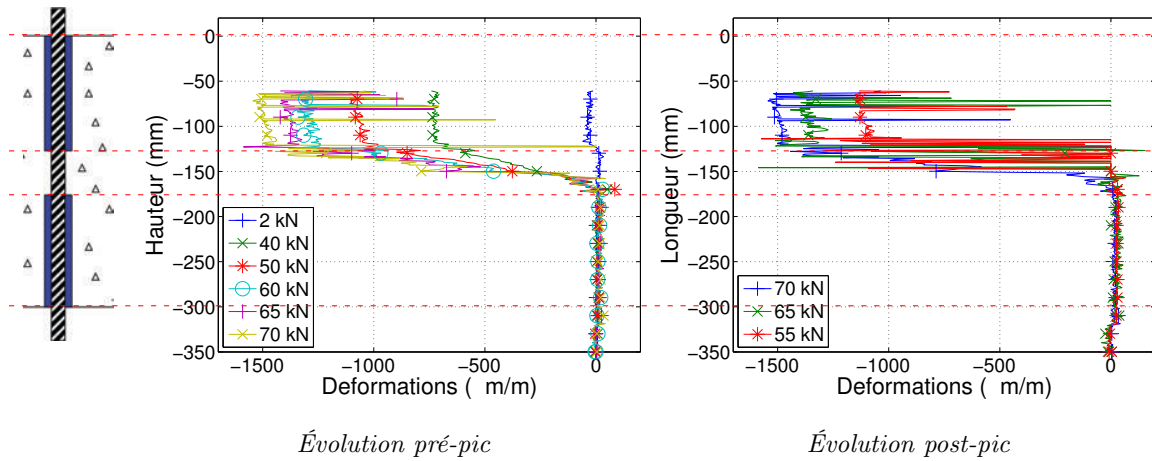 0
−50
−100
−150
−200
−250
−300
−350
Hauteur (mm)
2 kN
40 kN
50 kN
60 kN
65 kN
70 kN
−1500
−1000
−500
0
Deformations ( m/m)
Évolution pré-pic
0
−50
−100
−150
−200
−250
−300
−350
Longueur (mm)
70 kN
65 kN
55 kN
−1500
−1000
−500
0
Deformations ( m/m)
Évolution post-pic